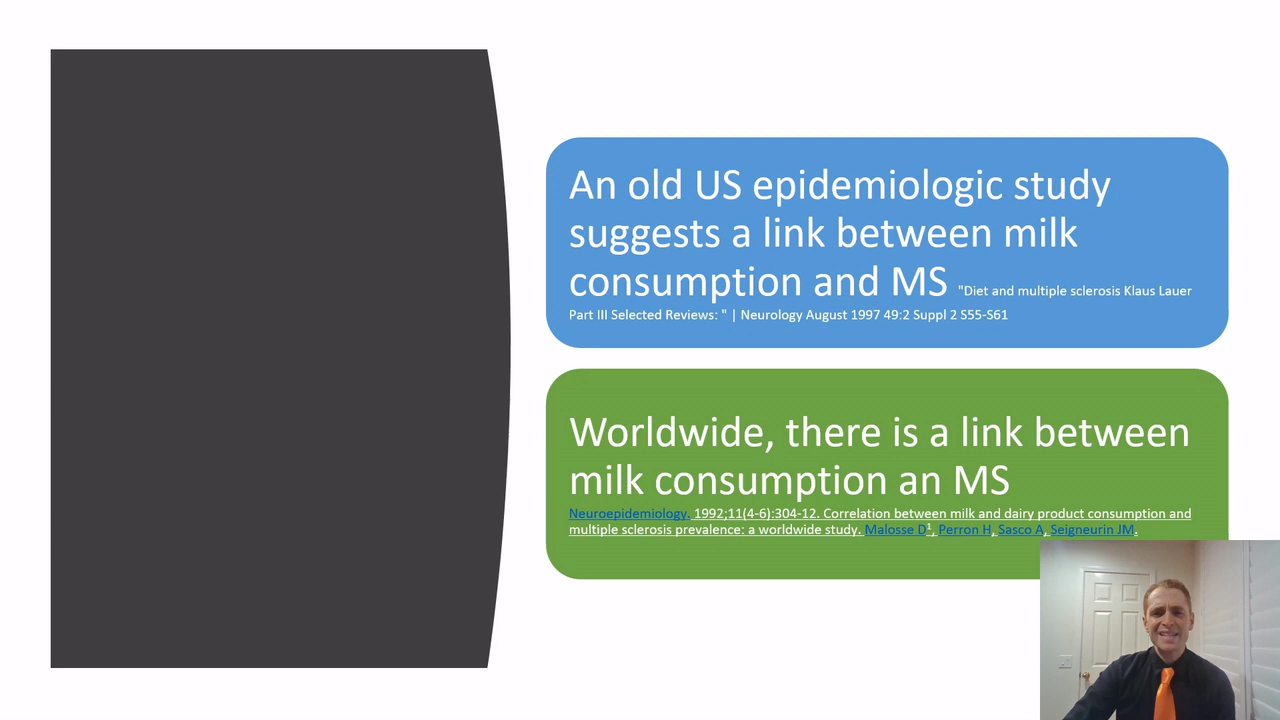 An old US epidemiologic study
suggests a link between milk
consumption and MS "Diet and multiple sclerosis Klaus Lauer
Part III Selected Reviews: " | Neurology August 1997 49:2 Suppl 2 S55-S61
Worldwide, there is a link between
milk consumption an MS
Neuroepidemiology. 1992;11(4-6):304-12. Correlation between milk and dairy product consumption and
multiple sclerosis prevalence: a worldwide study. Malosse D1, Perron H, Sasco A, Seigneurin JM.